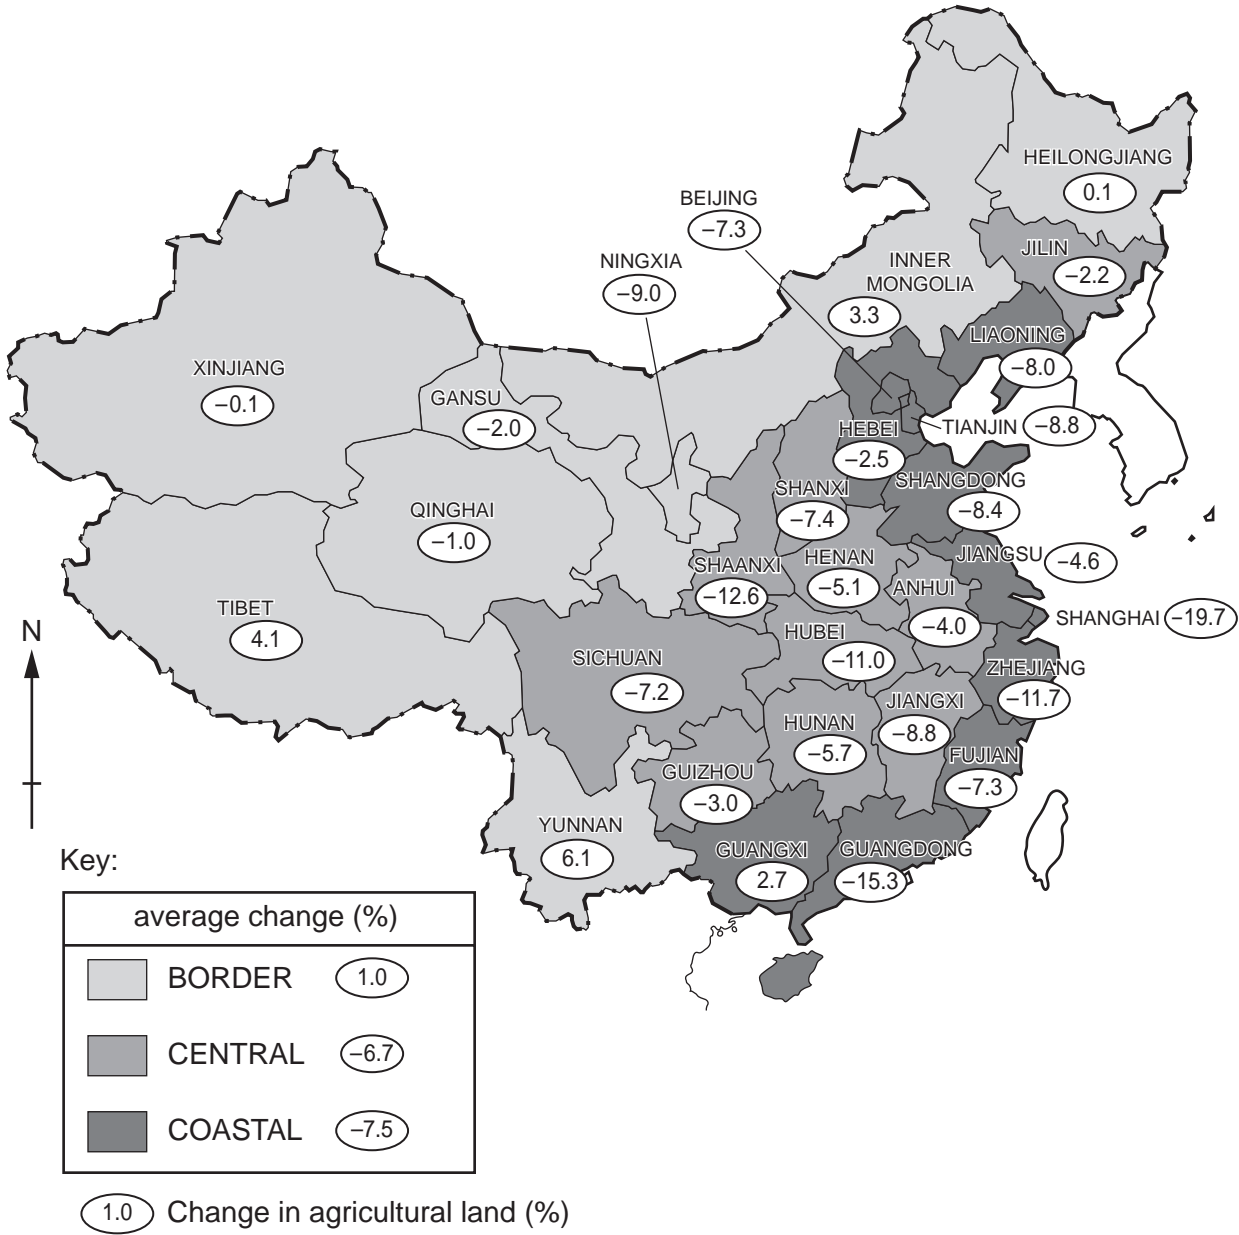 HEILONGJIANG
0.1
BEIJING
–7.3
JILIN
–2.2
NINGXIA
–9.0
INNER
MONGOLIA
3.3
LIAONING
–8.0
XINJIANG
–0.1
GANSU
–2.0
TIANJIN
–8.8
HEBEI
–2.5
SHANXI
–7.4
SHANGDONG
–8.4
QINGHAI
–1.0
SHAANXI
–12.6
HENAN
–5.1
JIANGSU
–4.6
ANHUI
–4.0
TIBET
4.1
SHANGHAI
–19.7
N
HUBEI
–11.0
SICHUAN
–7.2
ZHEJIANG
–11.7
JIANGXI
–8.8
HUNAN
–5.7
FUJIAN
–7.3
GUIZHOU
–3.0
YUNNAN
6.1
GUANGXI
2.7
GUANGDONG
–15.3
Key:
average change (%)
BORDER 1.0
CENTRAL –6.7
COASTAL –7.5
1.0 Change in agricultural land (%)